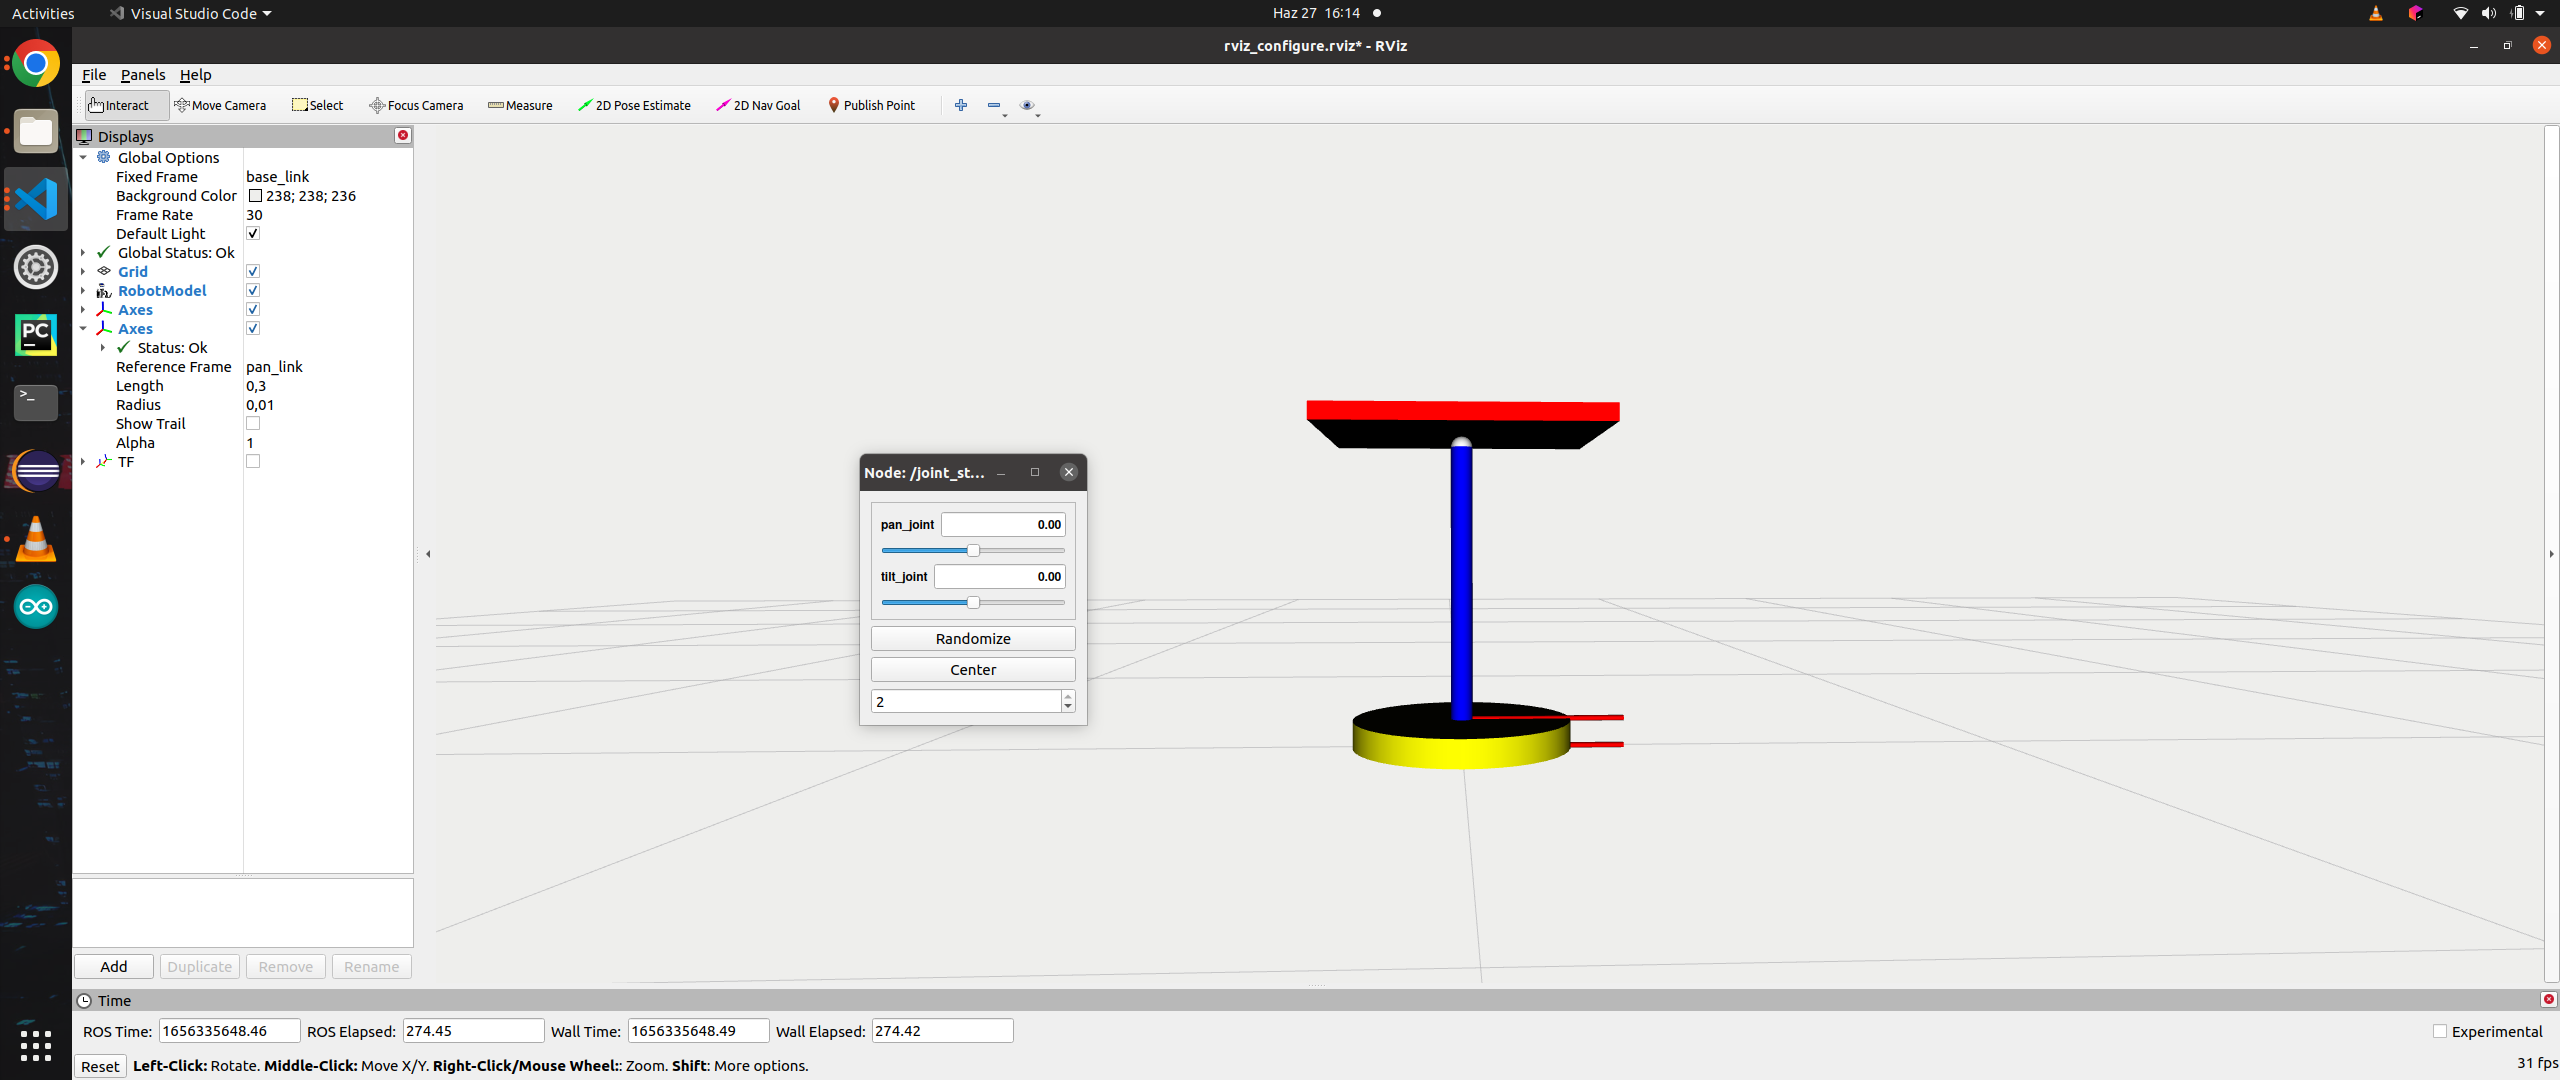 Activities
Visual Studio Code
Haz 27 16:14
rviz_configure.rviz* - RViz
File Panels Help
Interact Move Camera Select Focus Camera Measure 2D Pose Estimate 2D Nav Goal Publish Point
Displays
Global Options
Fixed Frame base_link
Background Color 238; 238; 236
Frame Rate 30
Default Light
Global Status: Ok
Grid
RobotModel
Axes
Axes
Status: Ok
Reference Frame pan_link
Length 0,3
Radius 0,01
Show Trail
Alpha 1
TF
PC
>_
Node: /joint_st...
pan_joint 0.00
tilt_joint 0.00
Randomize
Center
2
Add Duplicate Remove Rename
Time
ROS Time: 1656335648.46 ROS Elapsed: 274.45 Wall Time: 1656335648.49 Wall Elapsed: 274.42 Experimental
Reset Left-Click: Rotate. Middle-Click: Move X/Y. Right-Click/Mouse Wheel:: Zoom. Shift: More options. 31 fps